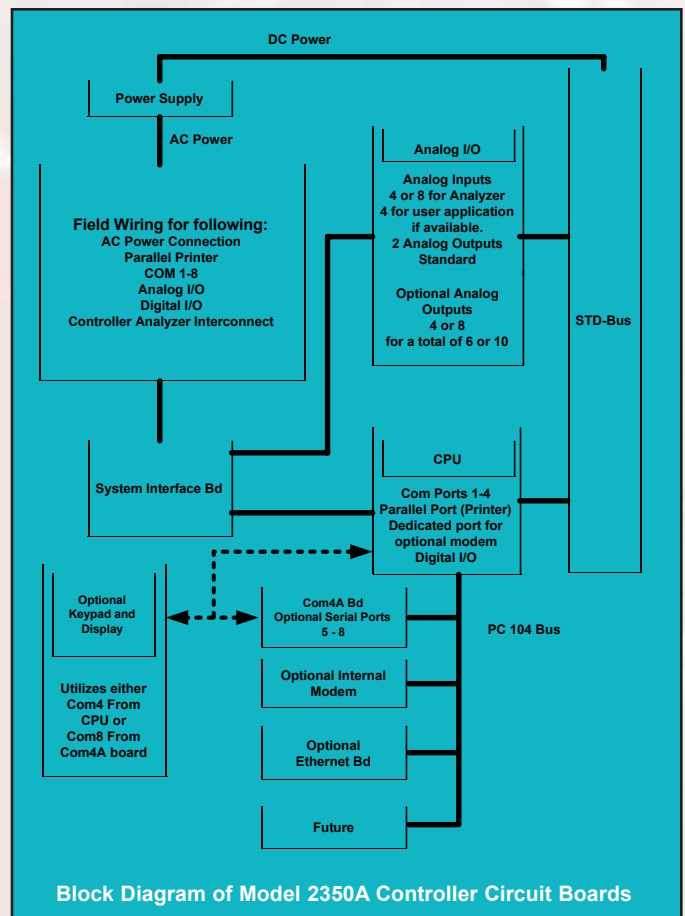 DC Power
Power Supply
AC Power
Field Wiring for following:
AC Power Connection
Parallel Printer
COM 1-8
Analog I/O
Digital I/O
Controller Analyzer Interconnect
Analog I/O
Analog Inputs
4 or 8 for Analyzer
4 for user application
if available.
2 Analog Outputs
Standard
Optional Analog
Outputs
4 or 8
for a total of 6 or 10
STD-Bus
System Interface Bd
CPU
Com Ports 1-4
Parallel Port (Printer)
Dedicated port for
optional modem
Digital I/O
Optional
Keypad and
Display
Utilizes either
Com4 From
CPU or
Com8 From
Com4A board
Com4A Bd
Optional Serial Ports
5 - 8
PC 104 Bus
Optional Internal
Modem
Optional
Ethernet Bd
Future
Block Diagram of Model 2350A Controller Circuit Boards